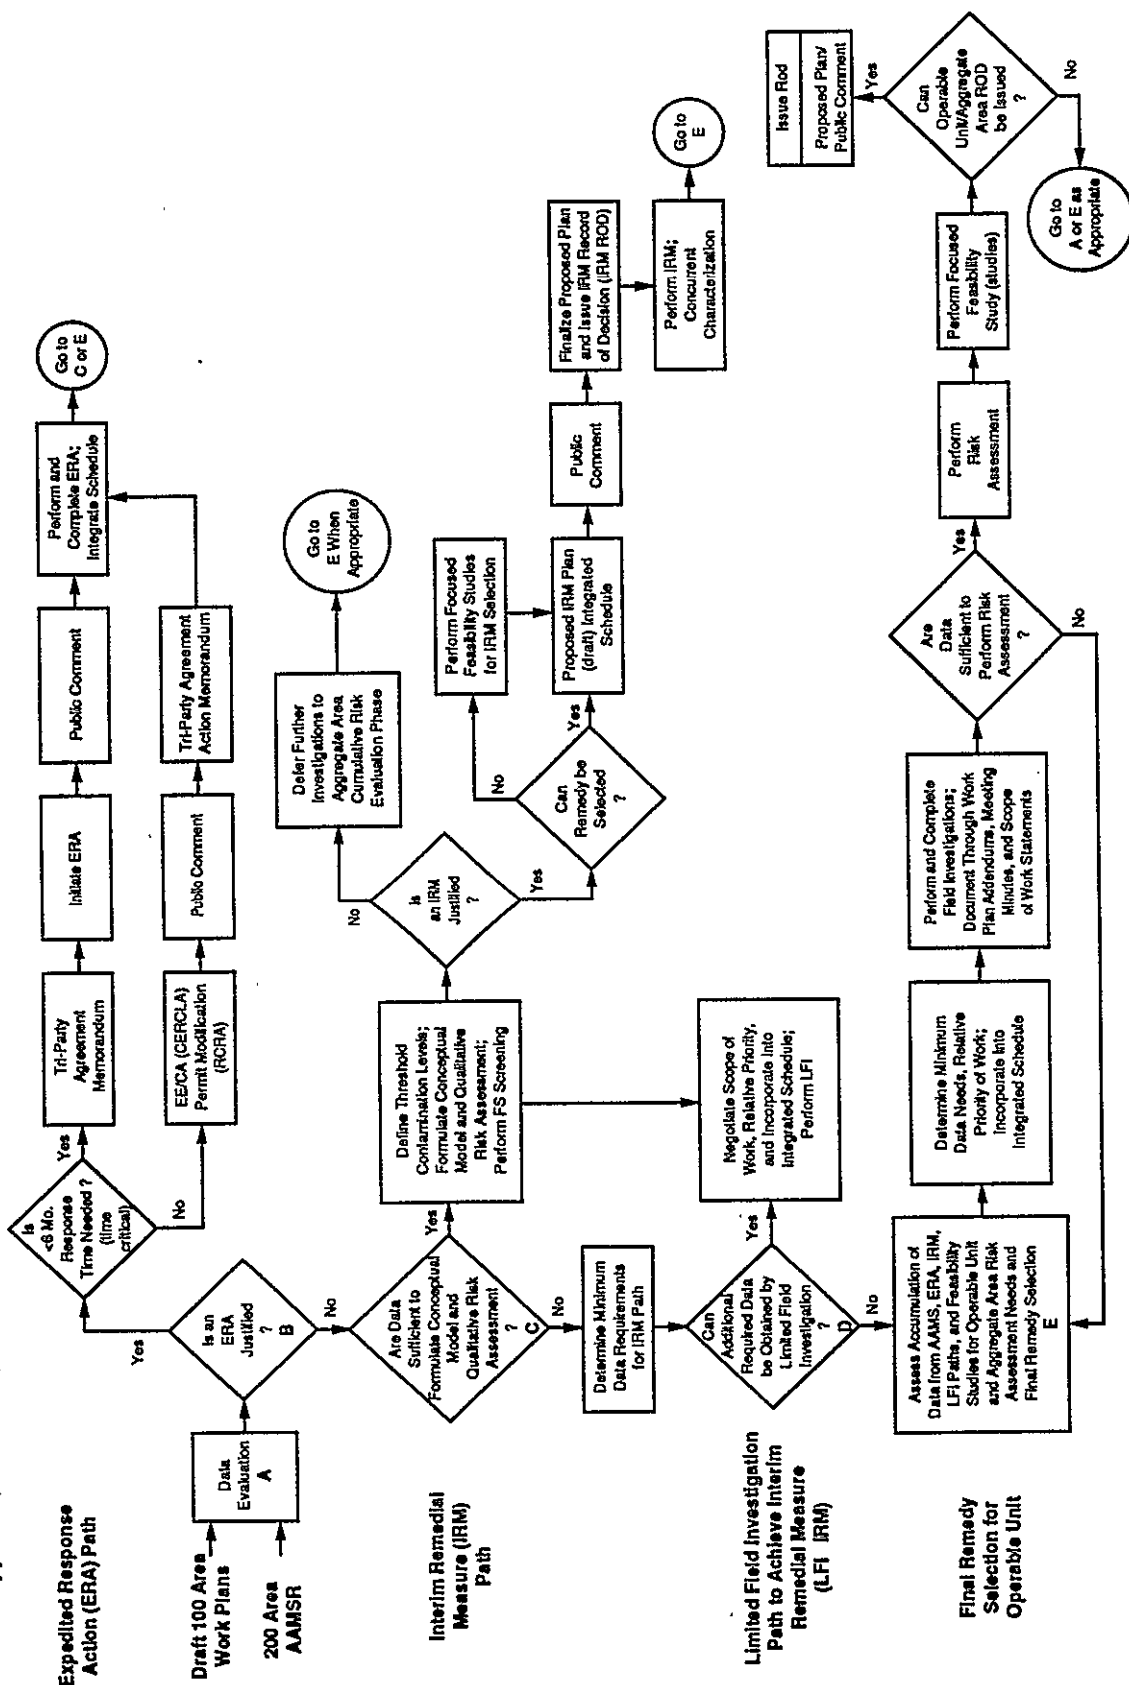 Expedited Response
Action (ERA) Path
Is
<6 Mo.
Response
Time Needed ?
(time
critical)
Yes
No
Tri-Party
Agreement
Memorandum
Initiate ERA
Public Comment
Perform and
Complete ERA;
Integrate Schedule
Go to
C or E
EE/CA (CERCLA)
Permit Modification
(RCRA)
Public Comment
Tri-Party Agreement
Action Memorandum
Draft 100 Area
Work Plans
200 Area
AAMSR
Data
Evaluation
A
Is an
ERA
Justified
?
B
Yes
No
Interim Remedial
Measure (IRM)
Path
Are Data
Sufficient to
Formulate Conceptual
Model and
Qualitative Risk
Assessment
?
C
Yes
No
Define Threshold
Contamination Levels;
Formulate Conceptual
Model and Qualitative
Risk Assessment;
Perform FS Screening
Is
an IRM
Justified
?
No
Yes
Defer Further
Investigations to
Aggregate Area
Cumulative Risk
Evaluation Phase
Go to
E When
Appropriate
Can
Remedy be
Selected
?
No
Yes
Perform Focused
Feasibility Studies
for IRM Selection
Proposed IRM Plan
(draft) Integrated
Schedule
Public
Comment
Finalize Proposed Plan
and Issue IRM Record
of Decision (IRM ROD)
Perform IRM;
Concurrent
Characterization
Go to
E
Determine Minimum
Data Requirements
for IRM Path
Limited Field Investigation
Path to Achieve Interim
Remedial Measure
(LFI IRM)
Can
Additional
Required Data
be Obtained by
Limited Field
Investigation
?
D
Yes
No
Negotiate Scope of
Work, Relative Priority,
and Incorporate Into
Integrated Schedule;
Perform LFI
Final Remedy
Selection for
Operable Unit
Assess Accumulation of
Data from AAMS, ERA, IRM,
LFI Paths, and Feasibility
Studies for Operable Unit
and Aggregate Area Risk
Assessment Needs and
Final Remedy Selection
E
Determine Minimum
Data Needs, Relative
Priority of Work;
Incorporate Into
Integrated Schedule
Perform and Complete
Field Investigations;
Document Through Work
Plan Addendums, Meeting
Minutes, and Scope
of Work Statements
Are
Data
Sufficient to
Perform Risk
Assessment
?
Yes
No
Perform
Risk
Assessment
Perform Focused
Feasibility
Study (studies)
Can
Operable
Unit/Aggregate
Area ROD
be Issued
?
Yes
No
Issue Rod
Proposed Plan/
Public Comment
Go to
A or E as
Appropriate